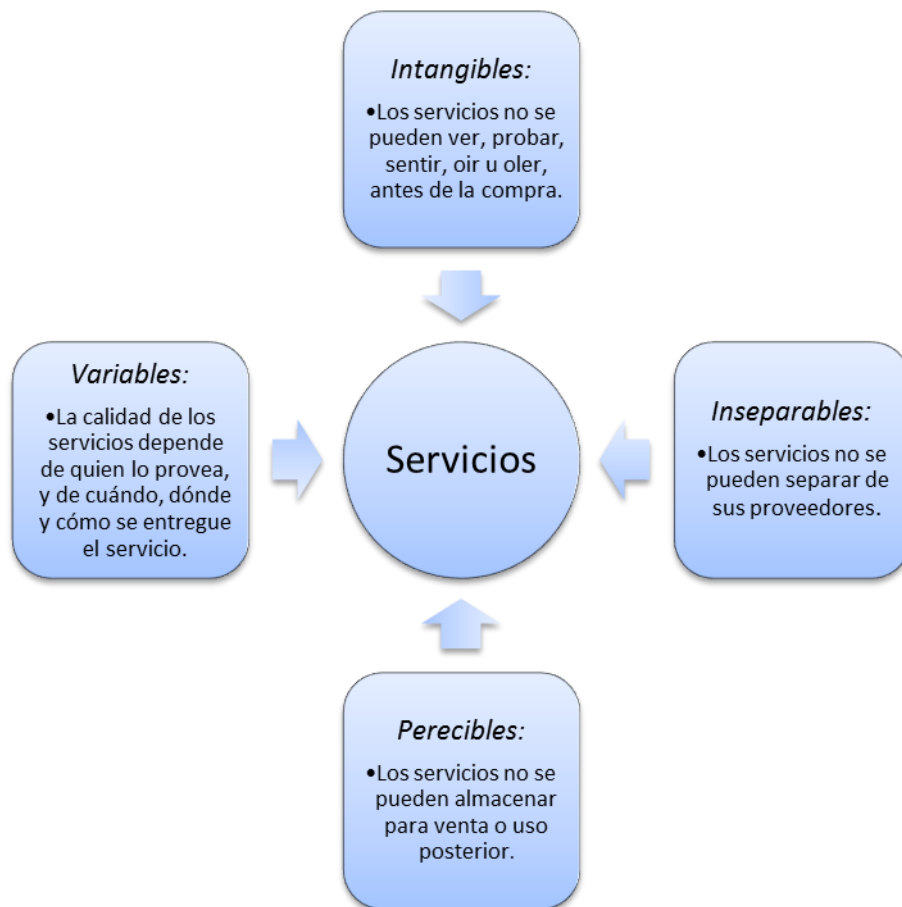 Intangibles:
•Los servicios no se
pueden ver, probar,
sentir, oir u oler,
antes de la compra.
Variables:
•La calidad de los
servicios depende
de quien lo provea,
y de cuándo, dónde
y cómo se entregue
el servicio.
Servicios
Inseparables:
•Los servicios no se
pueden separar de
sus proveedores.
Perecibles:
•Los servicios no se
pueden almacenar
para venta o uso
posterior.